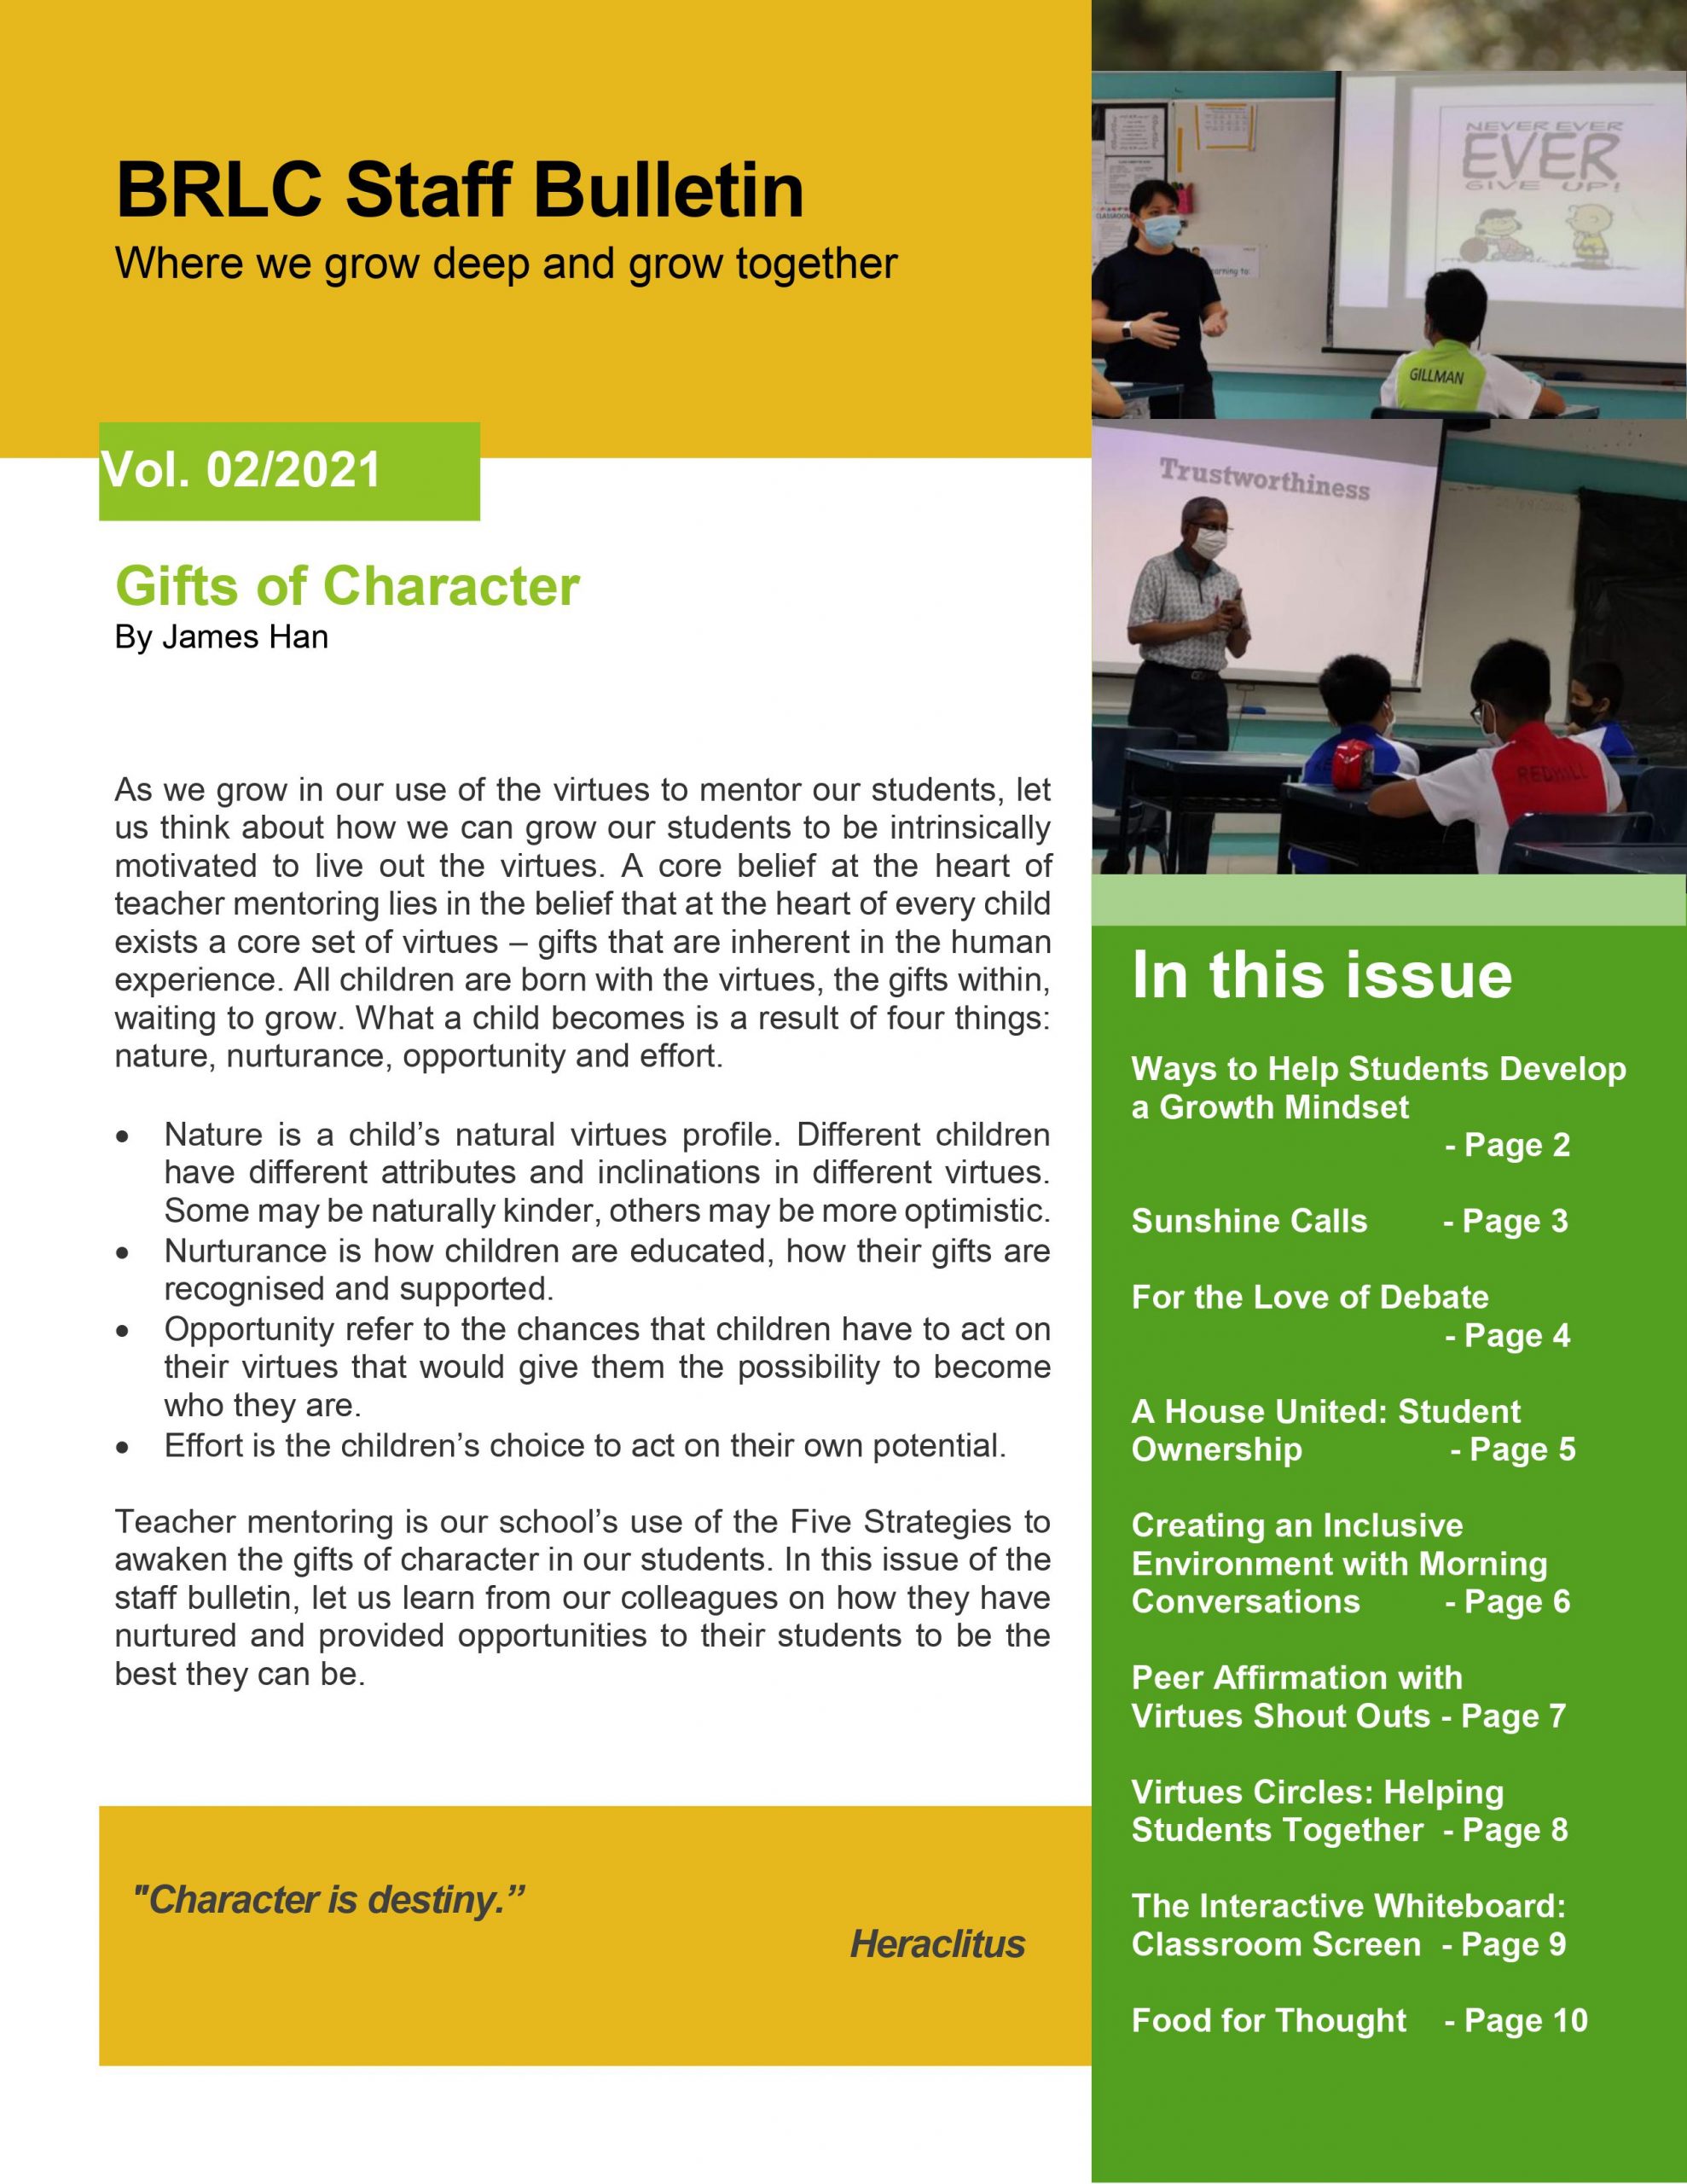 BRLC Staff Bulletin
Where we grow deep and grow together
Vol. 02/2021
Gifts of Character
By James Han
As we grow in our use of the virtues to mentor our students, let
us think about how we can grow our students to be intrinsically
motivated to live out the virtues. A core belief at the heart of
teacher mentoring lies in the belief that at the heart of every child
exists a core set of virtues – gifts that are inherent in the human
experience. All children are born with the virtues, the gifts within,
waiting to grow. What a child becomes is a result of four things:
nature, nurturance, opportunity and effort.
• Nature is a child’s natural virtues profile. Different children
have different attributes and inclinations in different virtues.
Some may be naturally kinder, others may be more optimistic.
• Nurturance is how children are educated, how their gifts are
recognised and supported.
• Opportunity refer to the chances that children have to act on
their virtues that would give them the possibility to become
who they are.
• Effort is the children’s choice to act on their own potential.
Teacher mentoring is our school’s use of the Five Strategies to
awaken the gifts of character in our students. In this issue of the
staff bulletin, let us learn from our colleagues on how they have
nurtured and provided opportunities to their students to be the
best they can be.
"Character is destiny.”
Heraclitus
NEVER EVER
EVER
GIVE UP!
GILLMAN
Trustworthiness
REDHILL
In this issue
Ways to Help Students Develop
a Growth Mindset
- Page 2
Sunshine Calls - Page 3
For the Love of Debate
- Page 4
A House United: Student
Ownership - Page 5
Creating an Inclusive
Environment with Morning
Conversations - Page 6
Peer Affirmation with
Virtues Shout Outs - Page 7
Virtues Circles: Helping
Students Together - Page 8
The Interactive Whiteboard:
Classroom Screen - Page 9
Food for Thought - Page 10